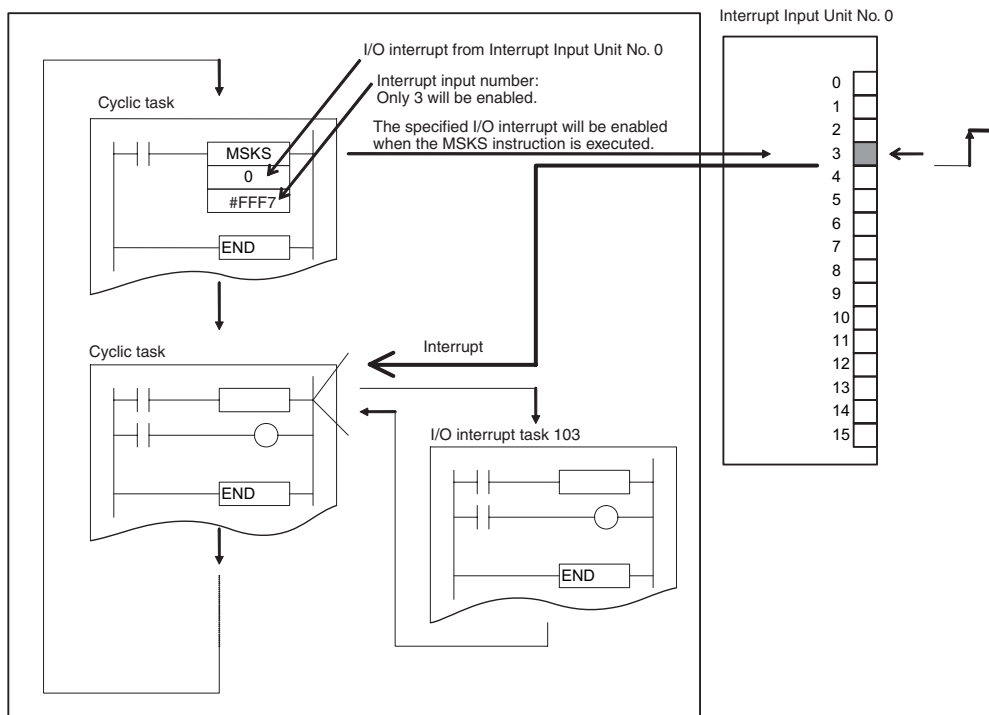 Interrupt Input Unit No. 0
I/O interrupt from Interrupt Input Unit No. 0
Interrupt input number:
Only 3 will be enabled.
The specified I/O interrupt will be enabled
when the MSKS instruction is executed.
Cyclic task
MSKS
0
#FFF7
END
Cyclic task
END
Interrupt
I/O interrupt task 103
END
0
1
2
3
4
5
6
7
8
9
10
11
12
13
14
15